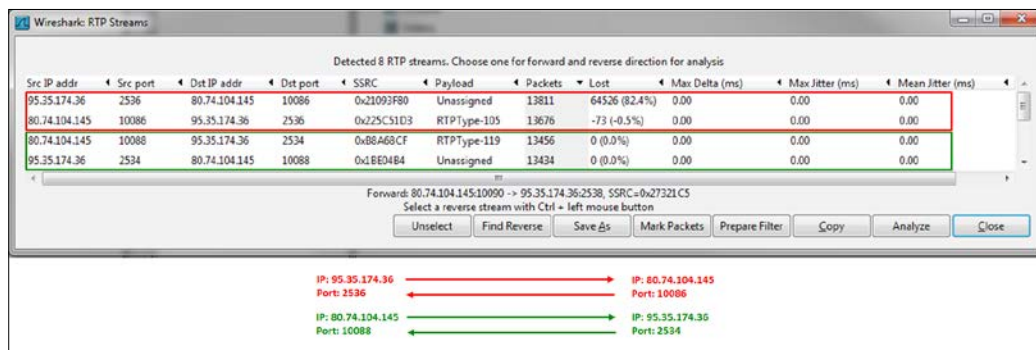 Wireshark: RTP Streams
Detected 8 RTP streams. Choose one for forward and reverse direction for analysis
Src IP addr Src port Dst IP addr Dst port SSRC Payload Packets Lost Max Delta (ms) Max Jitter (ms) Mean Jitter (ms)
95.35.174.36 2536 80.74.104.145 10086 0x21093FB0 Unassigned 13811 64526 (82.4%) 0.00 0.00 0.00
80.74.104.145 10086 95.35.174.36 2536 0x225C51D3 RTPType-105 13676 -73 (-0.5%) 0.00 0.00 0.00
80.74.104.145 10088 95.35.174.36 2534 0xB8A68CF RTPType-119 13456 0 (0.0%) 0.00 0.00 0.00
95.35.174.36 2534 80.74.104.145 10088 0x1BE04B4 Unassigned 13434 0 (0.0%) 0.00 0.00 0.00
Forward: 80.74.104.145:10090 -> 95.35.174.36:2538, SSRC=0x27321C5
Select a reverse stream with Ctrl + left mouse button
Unselect Find Reverse Save As Mark Packets Prepare Filter Copy Analyze Close
IP: 95.35.174.36 IP: 80.74.104.145
Port: 2536 Port: 10086
IP: 80.74.104.145 IP: 95.35.174.36
Port: 10088 Port: 2534